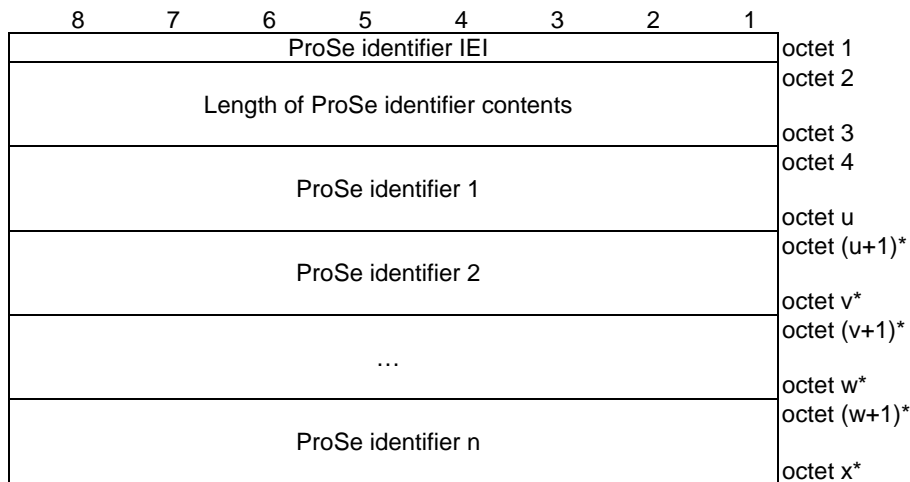 8 7 6 5 4 3 2 1
ProSe identifier IEI octet 1
octet 2
Length of ProSe identifier contents
octet 3
octet 4
ProSe identifier 1
octet u
octet (u+1)*
ProSe identifier 2
octet v*
octet (v+1)*
…
octet w*
octet (w+1)*
ProSe identifier n
octet x*